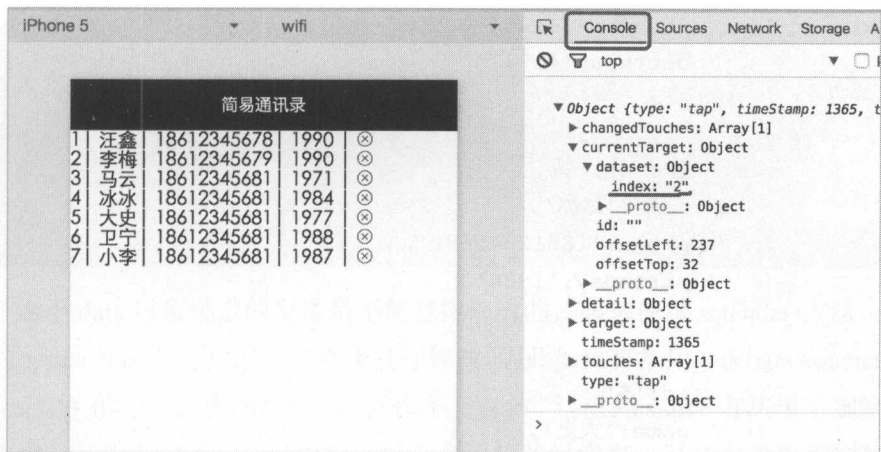 iPhone 5 wifi
简易通讯录
1| 汪鑫| 18612345678| 1990 | ⊗
2| 李梅| 18612345679| 1990 | ⊗
3| 马云| 18612345681| 1971 | ⊗
4| 冰冰| 18612345681| 1984 | ⊗
5| 大史| 18612345681| 1977 | ⊗
6| 卫宁| 18612345681| 1988 | ⊗
7| 小李| 18612345681| 1987 | ⊗
Console Sources Network Storage A
top
▼Object {type: "tap", timeStamp: 1365, t
▶changedTouches: Array[1]
▼currentTarget: Object
▼dataset: Object
index: "2"
▶__proto__: Object
id: ""
offsetLeft: 237
offsetTop: 32
▶__proto__: Object
▶detail: Object
▶target: Object
timeStamp: 1365
▶touches: Array[1]
type: "tap"
▶__proto__: Object
>